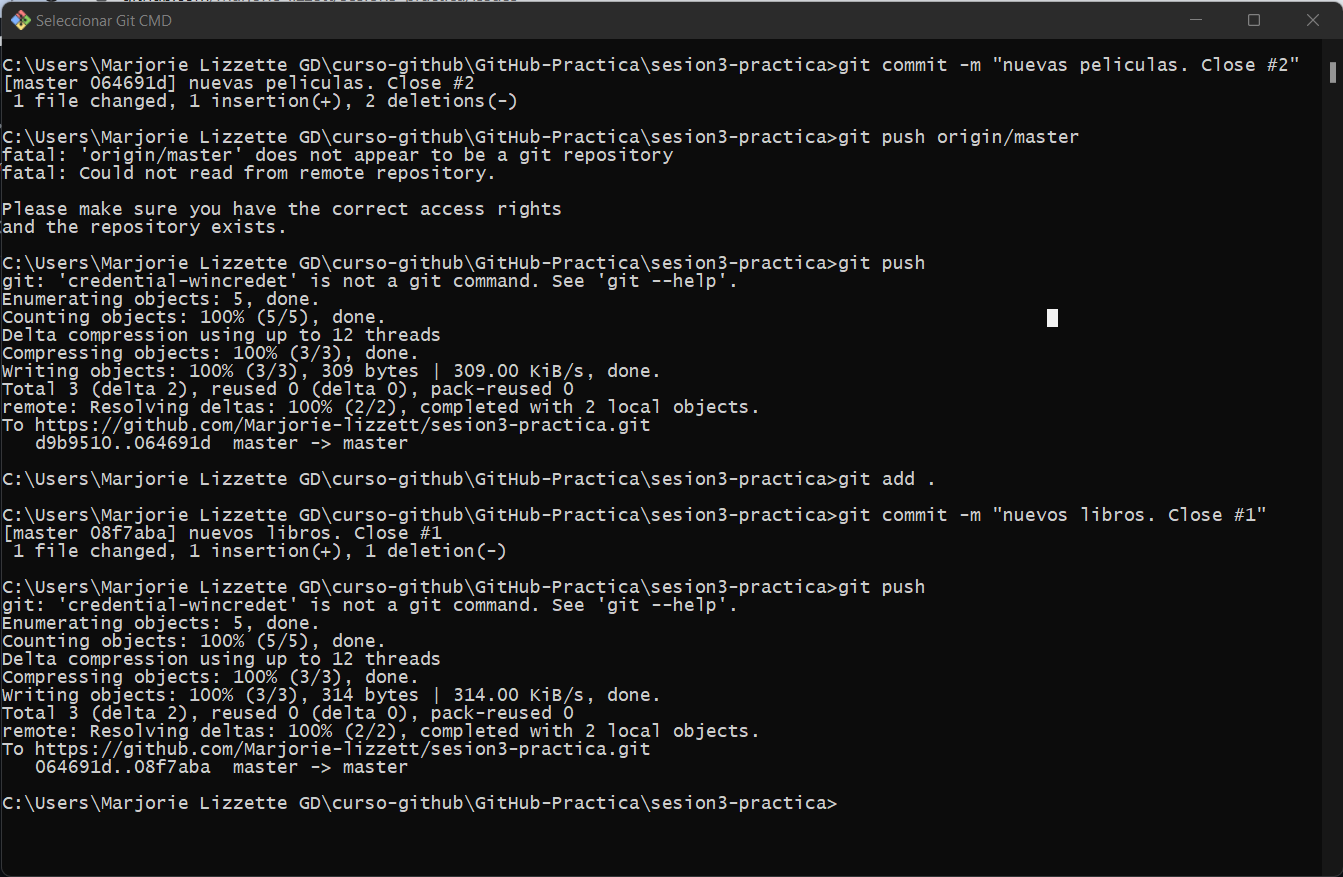 Seleccionar Git CMD
C:\Users\Marjorie Lizzette GD\curso-github\GitHub-Practica\sesion3-practica>git commit -m "nuevas peliculas. Close #2"
[master 064691d] nuevas peliculas. Close #2
 1 file changed, 1 insertion(+), 2 deletions(-)
C:\Users\Marjorie Lizzette GD\curso-github\GitHub-Practica\sesion3-practica>git push origin/master
fatal: 'origin/master' does not appear to be a git repository
fatal: Could not read from remote repository.
Please make sure you have the correct access rights
and the repository exists.
C:\Users\Marjorie Lizzette GD\curso-github\GitHub-Practica\sesion3-practica>git push
git: 'credential-wincredet' is not a git command. See 'git --help'.
Enumerating objects: 5, done.
Counting objects: 100% (5/5), done.
Delta compression using up to 12 threads
Compressing objects: 100% (3/3), done.
Writing objects: 100% (3/3), 309 bytes | 309.00 KiB/s, done.
Total 3 (delta 2), reused 0 (delta 0), pack-reused 0
remote: Resolving deltas: 100% (2/2), completed with 2 local objects.
To https://github.com/Marjorie-lizzett/sesion3-practica.git
   d9b9510..064691d  master -> master
C:\Users\Marjorie Lizzette GD\curso-github\GitHub-Practica\sesion3-practica>git add .
C:\Users\Marjorie Lizzette GD\curso-github\GitHub-Practica\sesion3-practica>git commit -m "nuevos libros. Close #1"
[master 08f7aba] nuevos libros. Close #1
 1 file changed, 1 insertion(+), 1 deletion(-)
C:\Users\Marjorie Lizzette GD\curso-github\GitHub-Practica\sesion3-practica>git push
git: 'credential-wincredet' is not a git command. See 'git --help'.
Enumerating objects: 5, done.
Counting objects: 100% (5/5), done.
Delta compression using up to 12 threads
Compressing objects: 100% (3/3), done.
Writing objects: 100% (3/3), 314 bytes | 314.00 KiB/s, done.
Total 3 (delta 2), reused 0 (delta 0), pack-reused 0
remote: Resolving deltas: 100% (2/2), completed with 2 local objects.
To https://github.com/Marjorie-lizzett/sesion3-practica.git
   064691d..08f7aba  master -> master
C:\Users\Marjorie Lizzette GD\curso-github\GitHub-Practica\sesion3-practica>